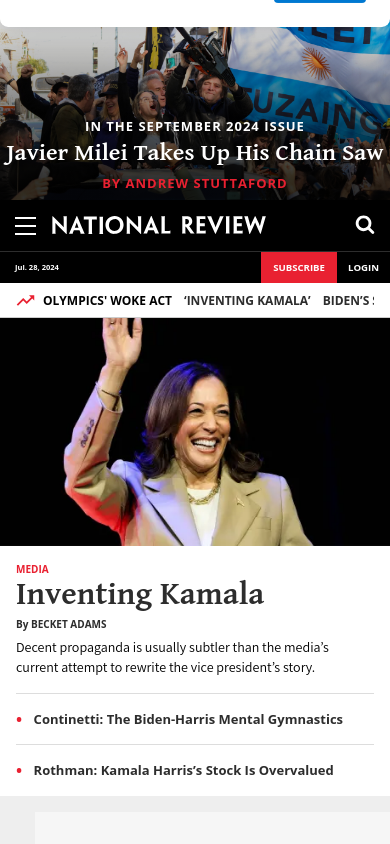 IN THE SEPTEMBER 2024 ISSUE
Javier Milei Takes Up His Chain Saw
BY ANDREW STUTTAFORD
NATIONAL REVIEW
Jul. 28, 2024
SUBSCRIBE
LOGIN
OLYMPICS' WOKE ACT
‘INVENTING KAMALA’
BIDEN’S
MEDIA
Inventing Kamala
By BECKET ADAMS
Decent propaganda is usually subtler than the media’s
current attempt to rewrite the vice president’s story.
• Continetti: The Biden-Harris Mental Gymnastics
• Rothman: Kamala Harris’s Stock Is Overvalued